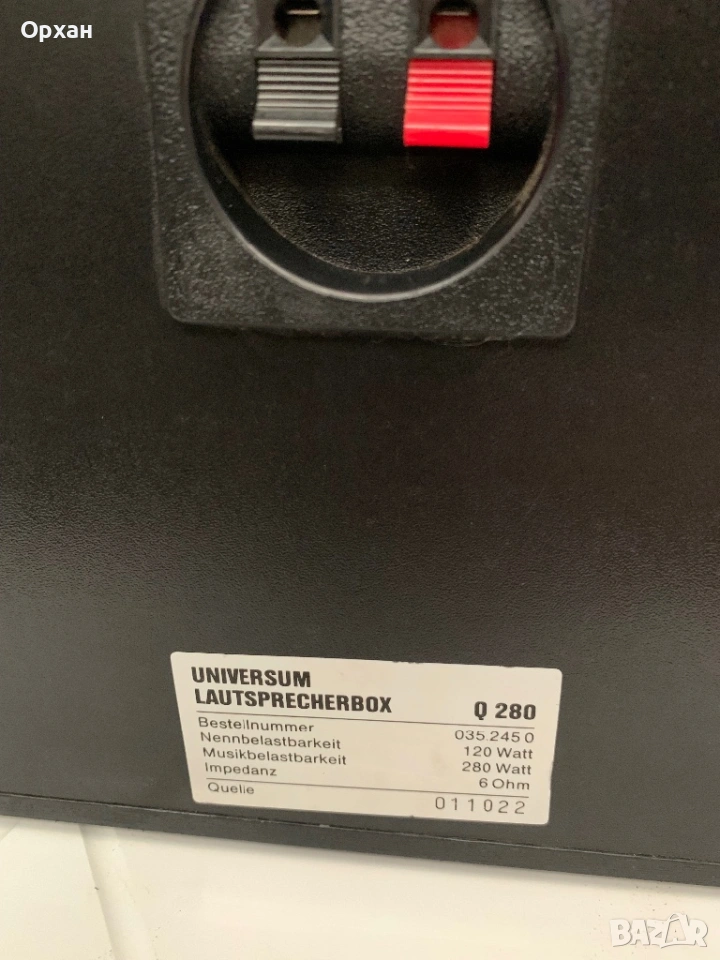 Орхан
UNIVERSUM
LAUTSPRECHERBOX Q 280
Bestellnummer 035.245 0
Nennbelastbarkeit 120 Watt
Musikbelastbarkeit 280 Watt
Impedanz 6 Ohm
Quelle 011022
BAZAR